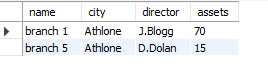 name city director assets
branch 1 Athlone J.Blogg 70
branch 5 Athlone D.Dolan 15